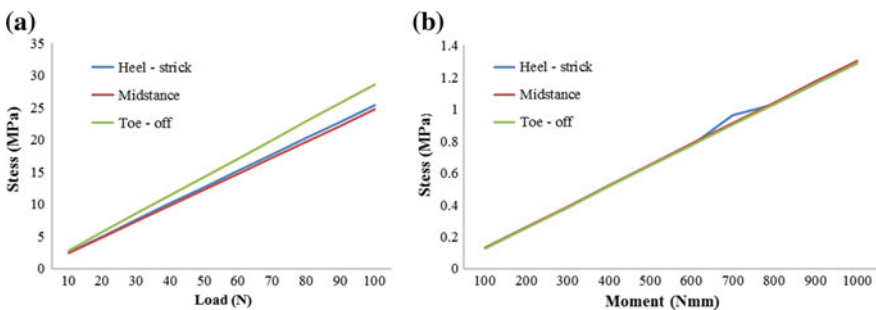 (a)
35
30
25
20
15
10
5
0
Stess (MPa)
Heel - strick
Midstance
Toe - off
10 20 30 40 50 60 70 80 90 100
Load (N)
(b)
1.4
1.2
1
0.8
0.6
0.4
0.2
0
Stess (MPa)
Heel - strick
Midstance
Toe - off
100 200 300 400 500 600 700 800 900 1000
Moment (Nmm)